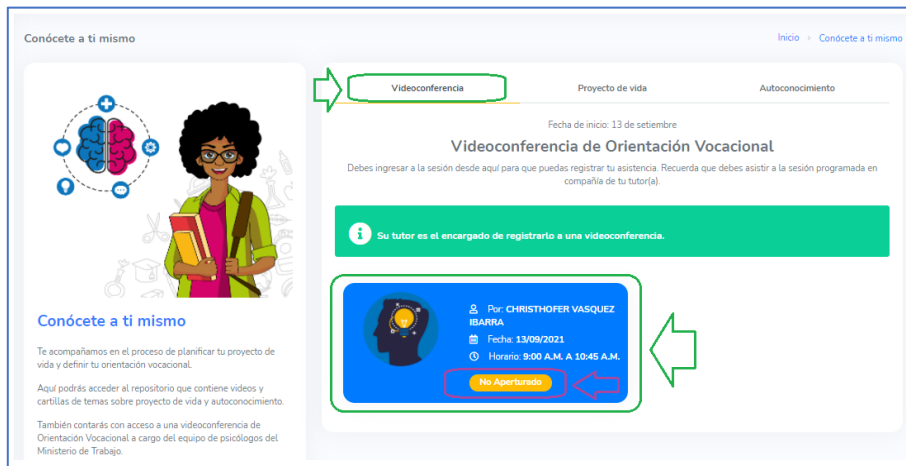 Conócete a ti mismo
Inicio
Conócete a ti mismo
Conócete a ti mismo
Te acompañamos en el proceso de planificar tu proyecto de
vida y definir tu orientación vocacional.
Aquí podrás acceder al repositorio que contiene videos y
cartillas de temas sobre proyecto de vida y autoconocimiento.
También contarás con acceso a una videoconferencia de
Orientación Vocacional a cargo del equipo de psicólogos del
Ministerio de Trabajo.
Videoconferencia
Proyecto de vida
Autoconocimiento
Fecha de inicio: 13 de setiembre
Videoconferencia de Orientación Vocacional
Debes ingresar a la sesión desde aquí para que puedas registrar tu asistencia. Recuerda que debes asistir a la sesión programada en
compañía de tu tutor(a).
Su tutor es el encargado de registrarlo a una videoconferencia.
Por: CHRISTHOFER VASQUEZ
IBARRA
Fecha: 13/09/2021
Horario: 9:00 A.M. A 10:45 A.M.
No Aperturado